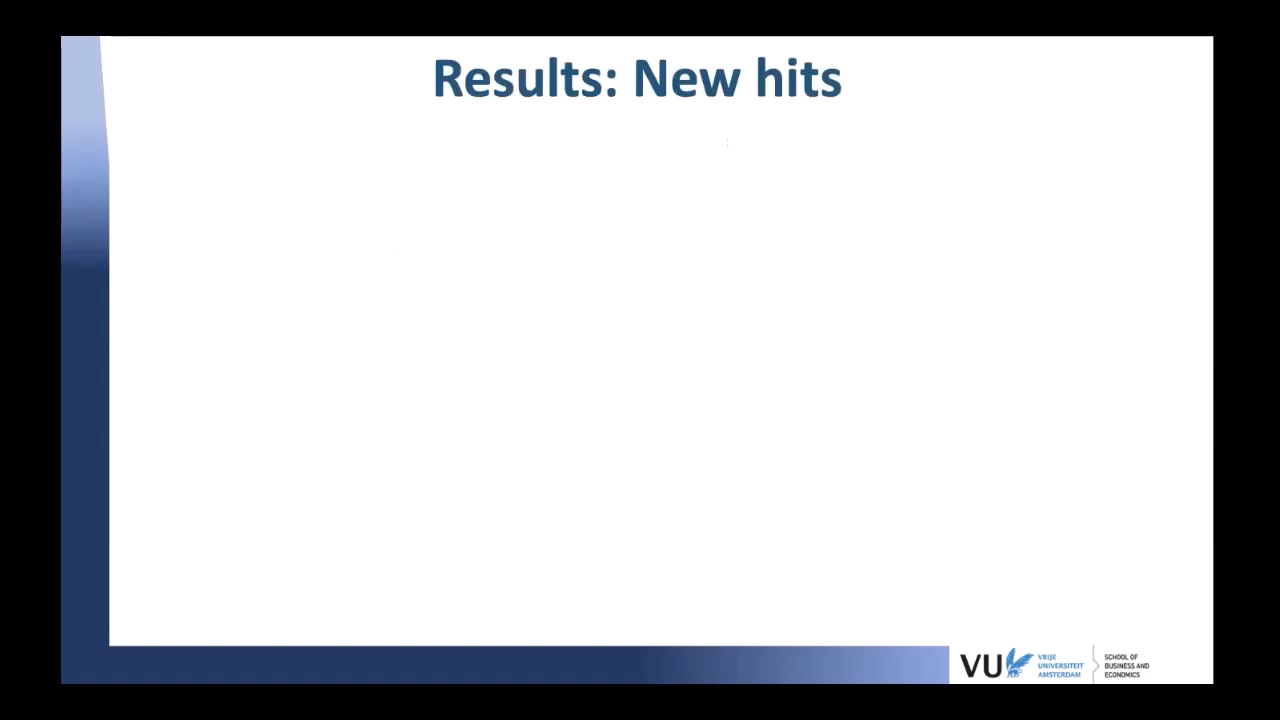 Results: New hits
VU
VRIJE
UNIVERSITEIT
AMSTERDAM
SCHOOL OF
BUSINESS AND
ECONOMICS